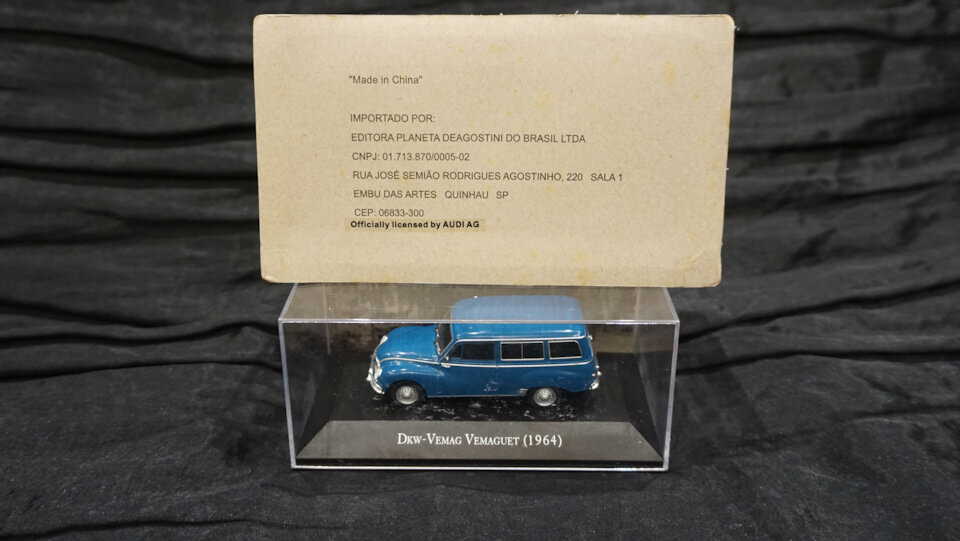 "Made in China"
IMPORTADO POR:
EDITORA PLANETA DEAGOSTINI DO BRASIL LTDA
CNPJ: 01.713.870/0005-02
RUA JOSÉ SEMIÃO RODRIGUES AGOSTINHO, 220 SALA 1
EMBU DAS ARTES QUINHAU SP
CEP: 06833-300
Officially licensed by AUDI AG
DKW-VEMAG VEMAGUET (1964)